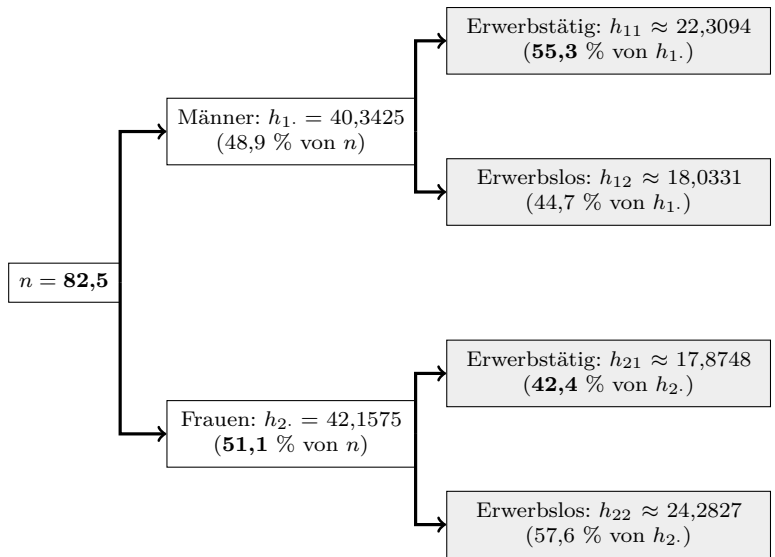 Erwerbstätig: h₁₁ ≈ 22,3094
(55,3 % von h₁.)
Männer: h₁. = 40,3425
(48,9 % von n)
Erwerbslos: h₁₂ ≈ 18,0331
(44,7 % von h₁.)
n = 82,5
Erwerbstätig: h₂₁ ≈ 17,8748
(42,4 % von h₂.)
Frauen: h₂. = 42,1575
(51,1 % von n)
Erwerbslos: h₂₂ ≈ 24,2827
(57,6 % von h₂.)